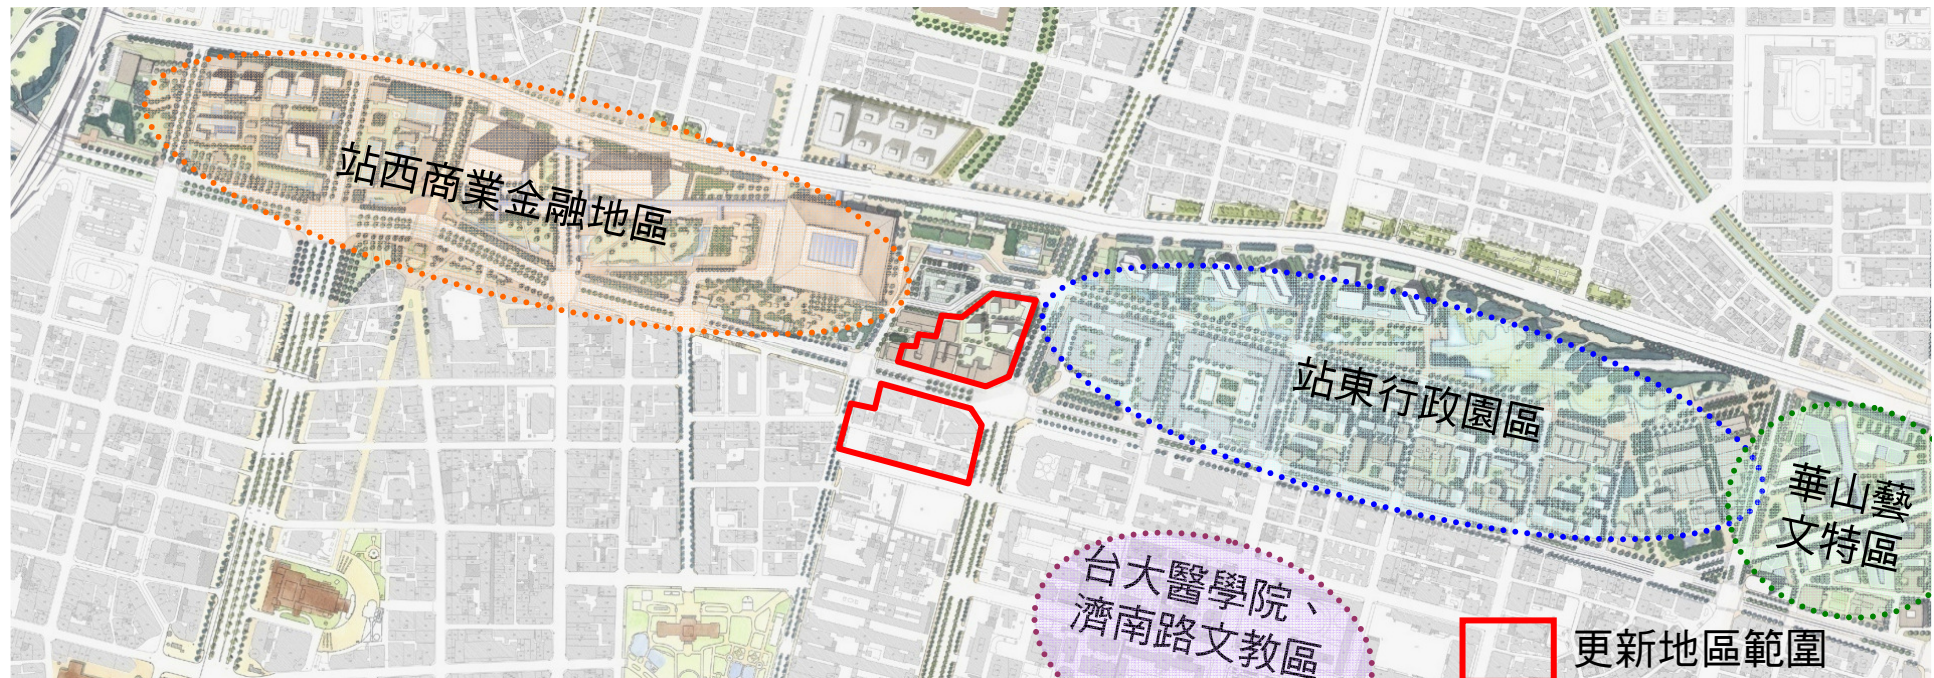 站西商業金融地區
站東行政園區
華山藝
文特區
台大醫學院、
濟南路文教區
更新地區範圍